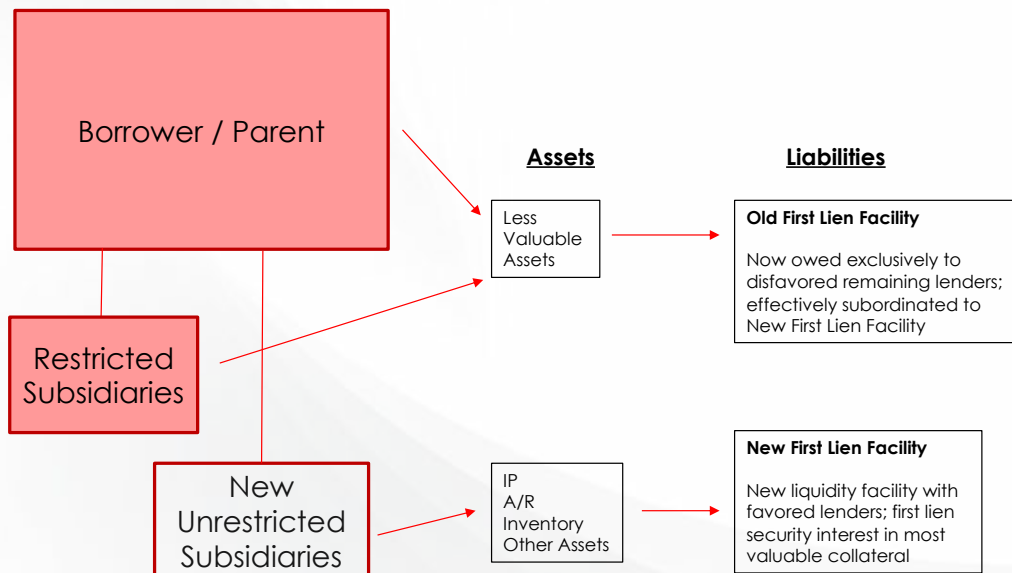 Borrower / Parent
Assets
Liabilities
Less
Valuable
Assets
Old First Lien Facility
Now owed exclusively to
disfavored remaining lenders;
effectively subordinated to
New First Lien Facility
Restricted
Subsidiaries
New
Unrestricted
Subsidiaries
IP
A/R
Inventory
Other Assets
New First Lien Facility
New liquidity facility with
favored lenders; first lien
security interest in most
valuable collateral